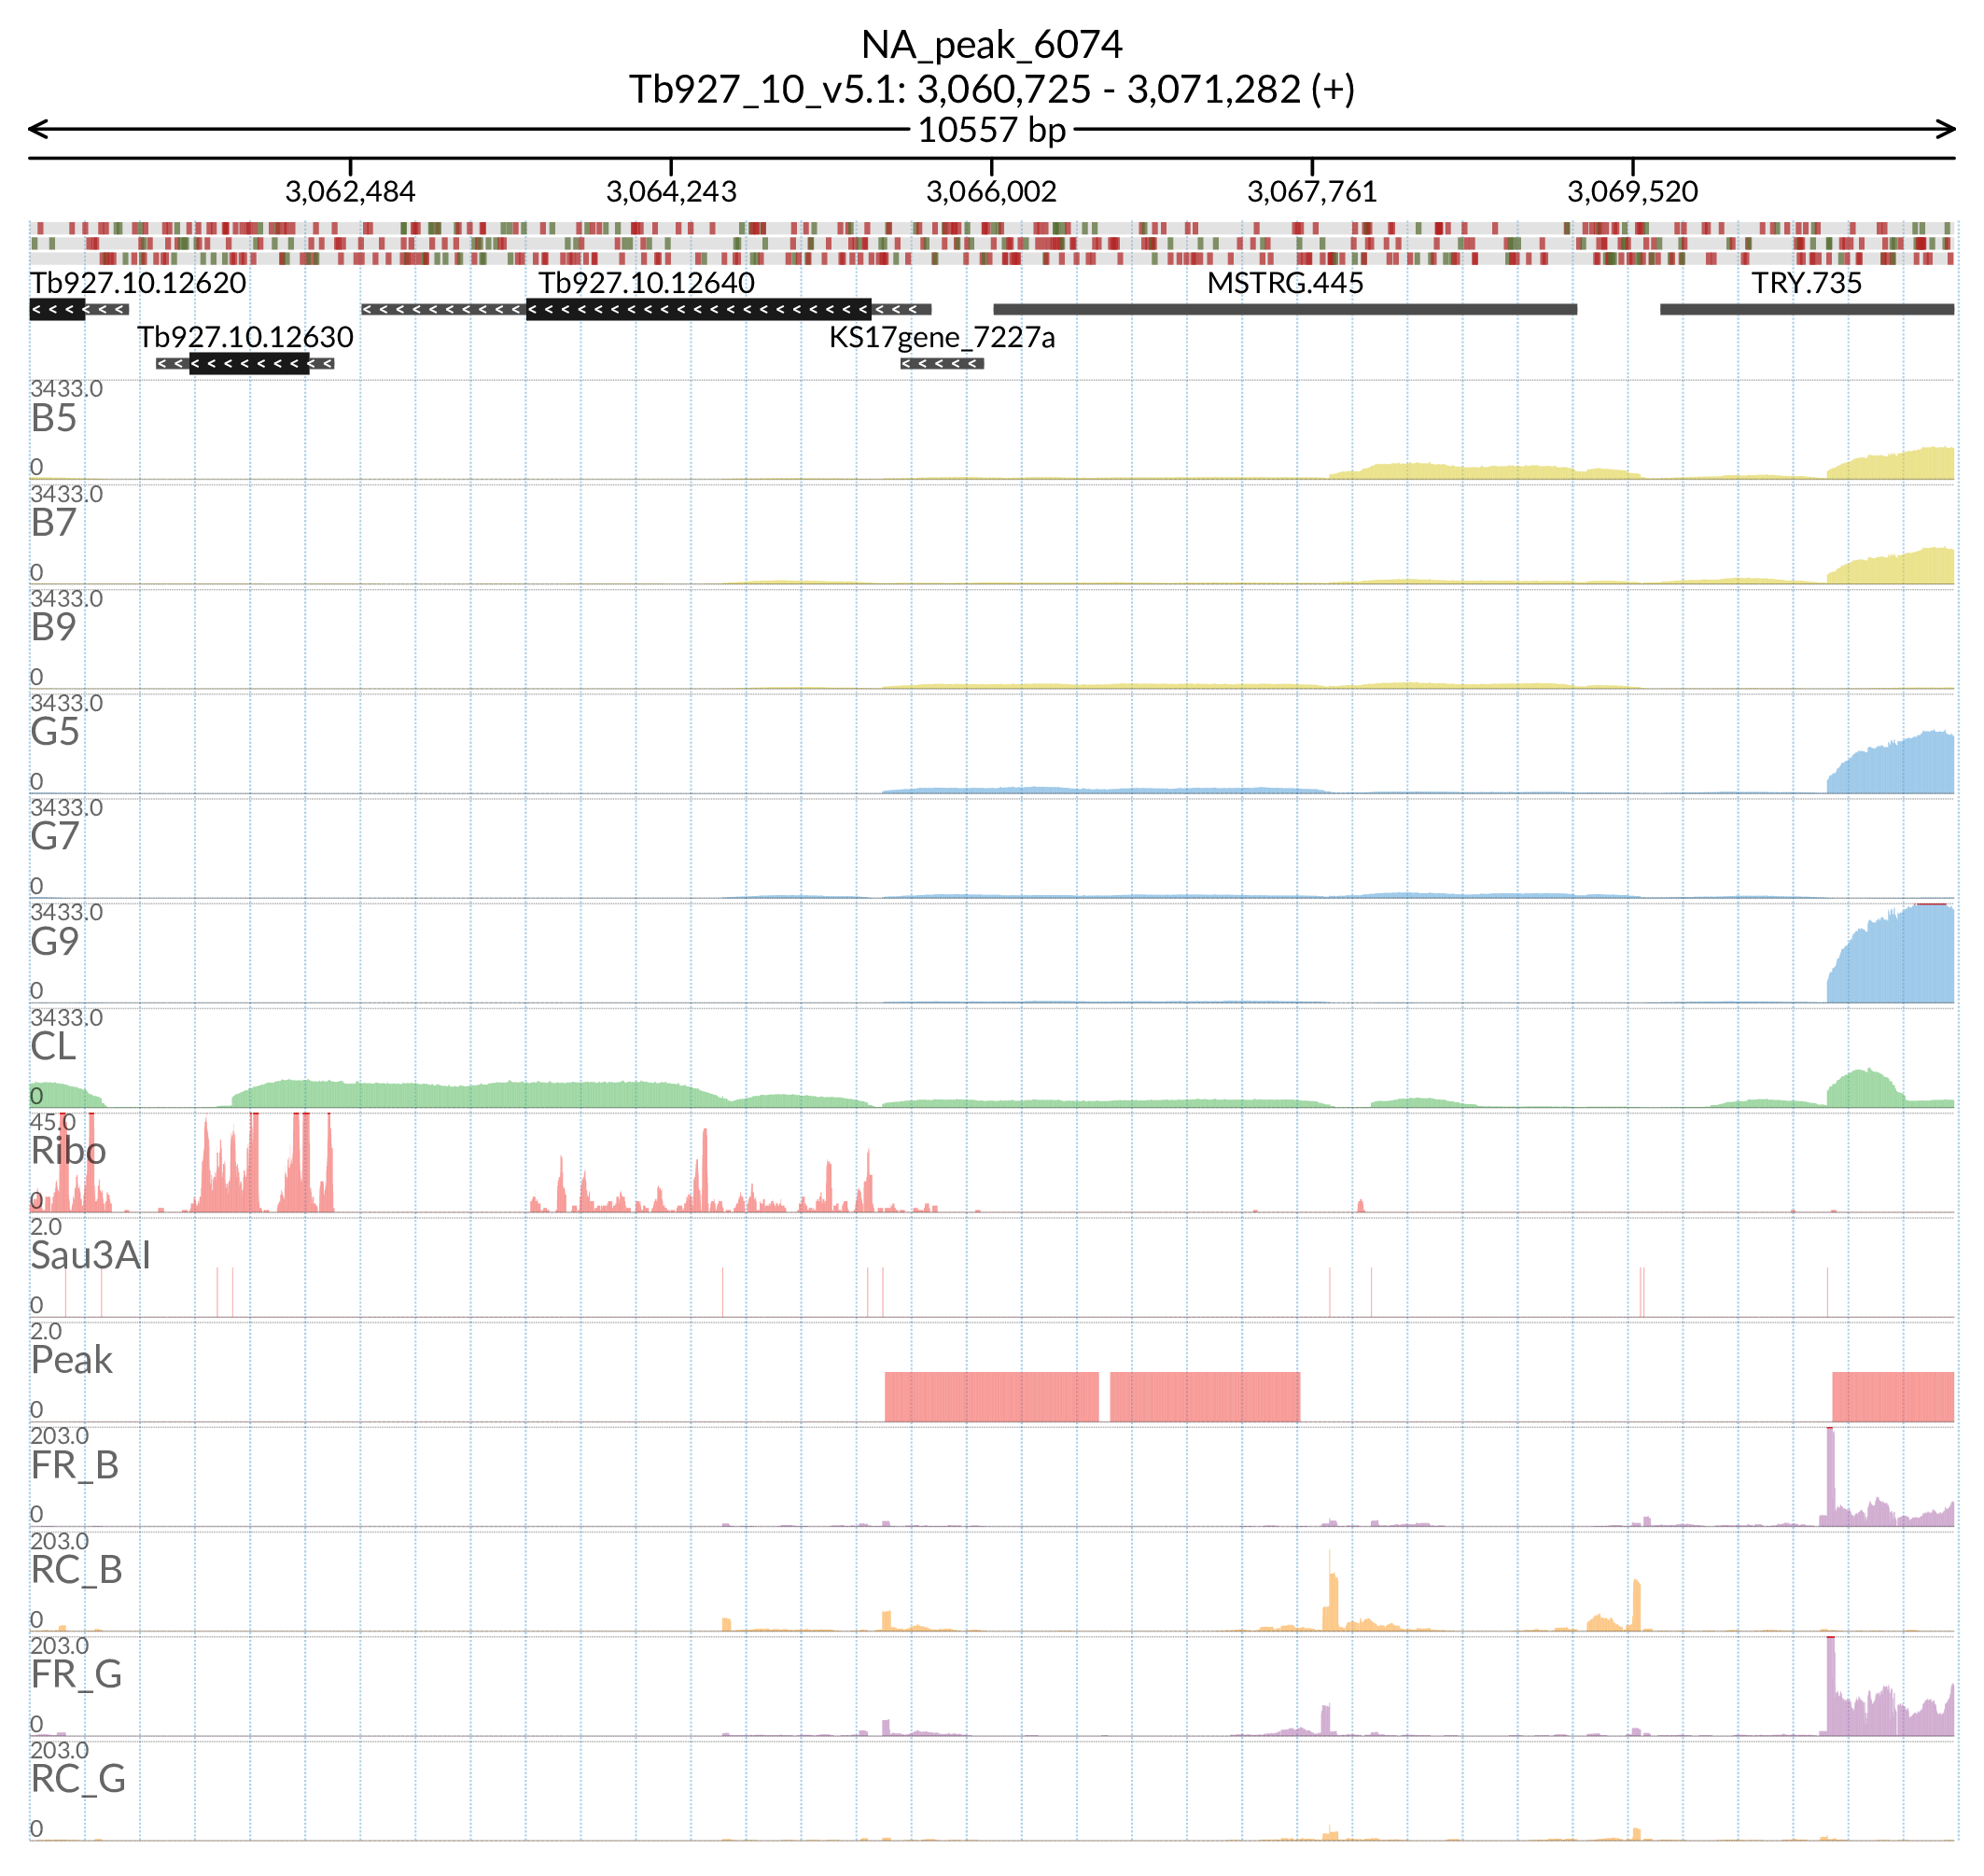 NA_peak_6074
Tb927_10_v5.1: 3,060,725 - 3,071,282 (+)
10557 bp
3,062,484 3,064,243 3,066,002 3,067,761 3,069,520
Tb927.10.12620 Tb927.10.12640 MSTRG.445 TRY.735
Tb927.10.12630 KS17gene_7227a
3433.0
B5
0
3433.0
B7
0
3433.0
B9
0
3433.0
G5
0
3433.0
G7
0
3433.0
G9
0
3433.0
CL
0
45.0
Ribo
0
2.0
Sau3AI
0
2.0
Peak
0
203.0
FR_B
0
203.0
RC_B
0
203.0
FR_G
0
203.0
RC_G
0